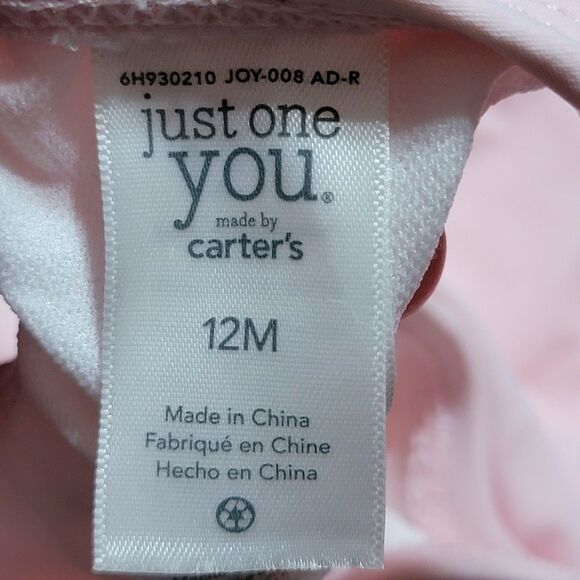 6H930210 JOY-008 AD-R
just one
you.®
made by
carter's
12M
Made in China
Fabriqué en Chine
Hecho en China